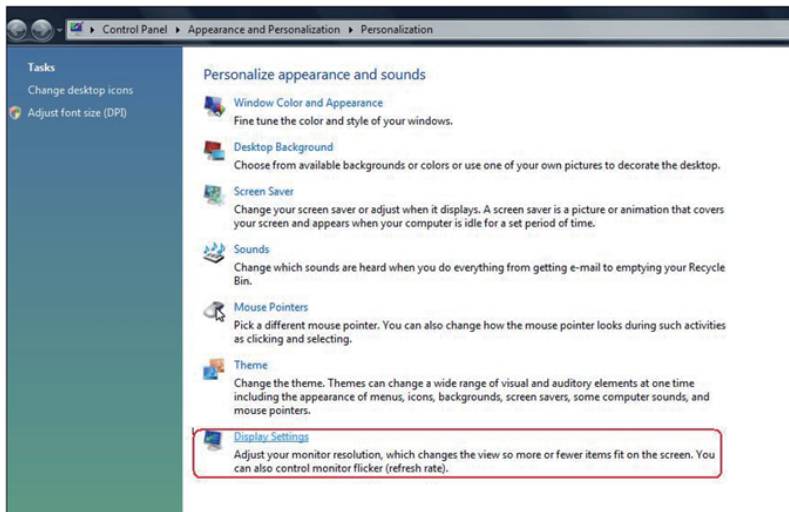 Control Panel ▸ Appearance and Personalization ▸ Personalization
Tasks
Change desktop icons
Adjust font size (DPI)
Personalize appearance and sounds
Window Color and Appearance
Fine tune the color and style of your windows.
Desktop Background
Choose from available backgrounds or colors or use one of your own pictures to decorate the desktop.
Screen Saver
Change your screen saver or adjust when it displays. A screen saver is a picture or animation that covers
your screen and appears when your computer is idle for a set period of time.
Sounds
Change which sounds are heard when you do everything from getting e-mail to emptying your Recycle
Bin.
Mouse Pointers
Pick a different mouse pointer. You can also change how the mouse pointer looks during such activities
as clicking and selecting.
Theme
Change the theme. Themes can change a wide range of visual and auditory elements at one time
including the appearance of menus, icons, backgrounds, screen savers, some computer sounds, and
mouse pointers.
Display Settings
Adjust your monitor resolution, which changes the view so more or fewer items fit on the screen. You
can also control monitor flicker (refresh rate).